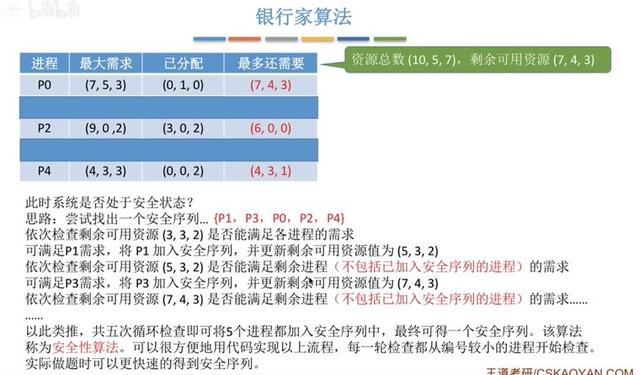 银行家算法
资源总数 (10, 5, 7)，剩余可用资源 (7, 4, 3)
进程 最大需求 已分配 最多还需要
P0 (7, 5, 3) (0, 1, 0) (7, 4, 3)
P2 (9, 0 ,2) (3, 0, 2) (6, 0, 0)
P4 (4, 3, 3) (0, 0, 2) (4, 3, 1)
此时系统是否处于安全状态？
思路：尝试找出一个安全序列… {P1，P3，P0，P2，P4}
依次检查剩余可用资源 (3, 3, 2) 是否能满足各进程的需求
可满足P1需求，将 P1 加入安全序列，并更新剩余可用资源值为 (5, 3, 2)
依次检查剩余可用资源 (5, 3, 2) 是否能满足剩余进程（不包括已加入安全序列的进程）的需求
可满足P3需求，将 P3 加入安全序列，并更新剩余可用资源值为 (7, 4, 3)
依次检查剩余可用资源 (7, 4, 3) 是否能满足剩余进程（不包括已加入安全序列的进程）的需求……
……
以此类推，共五次循环检查即可将5个进程都加入安全序列中，最终可得一个安全序列。该算法
称为安全性算法。可以很方便地用代码实现以上流程，每一轮检查都从编号较小的进程开始检查。
实际做题时可以更快速的得到安全序列。
王道考研/CSKAOYAN.COM